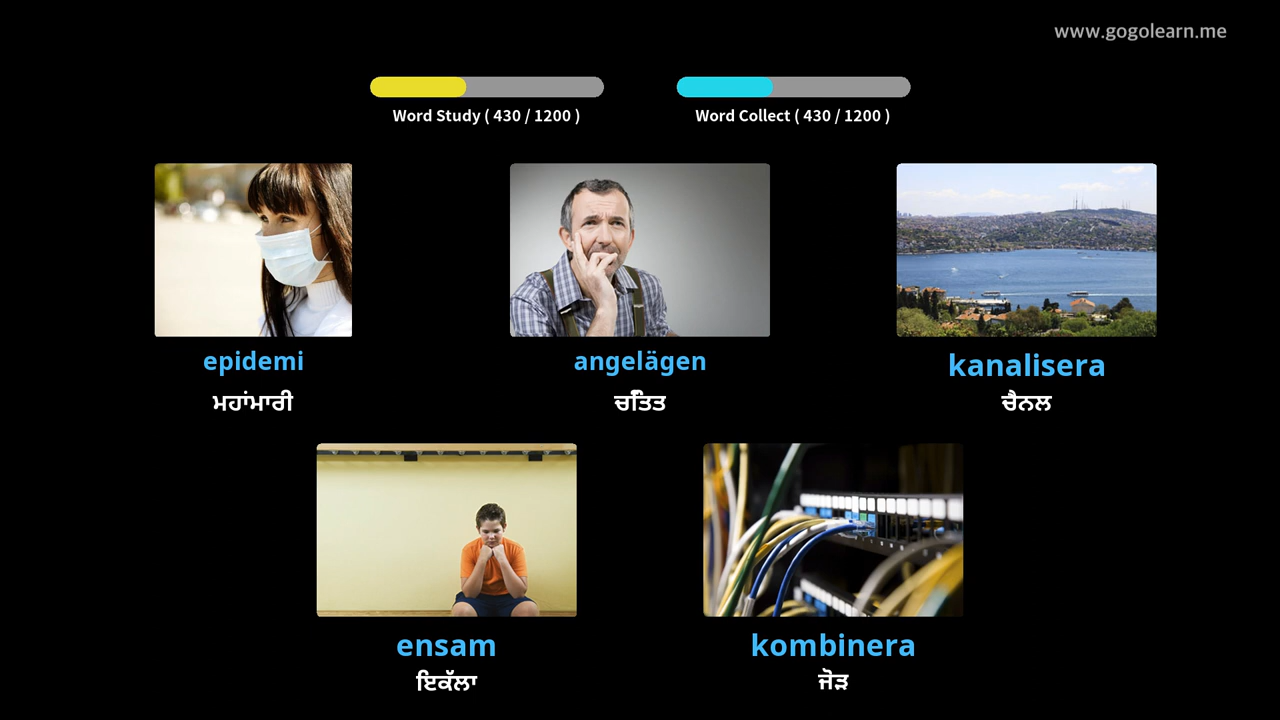 www.gogolearn.me
Word Study ( 430 / 1200 )
Word Collect ( 430 / 1200 )
epidemi
angelägen
kanalisera
ਮਹਾਂਮਾਰੀ
ਚਿੰਤਿਤ
ਚੈਨਲ
ensam
kombinera
ਇਕੱਲਾ
ਜੋੜ